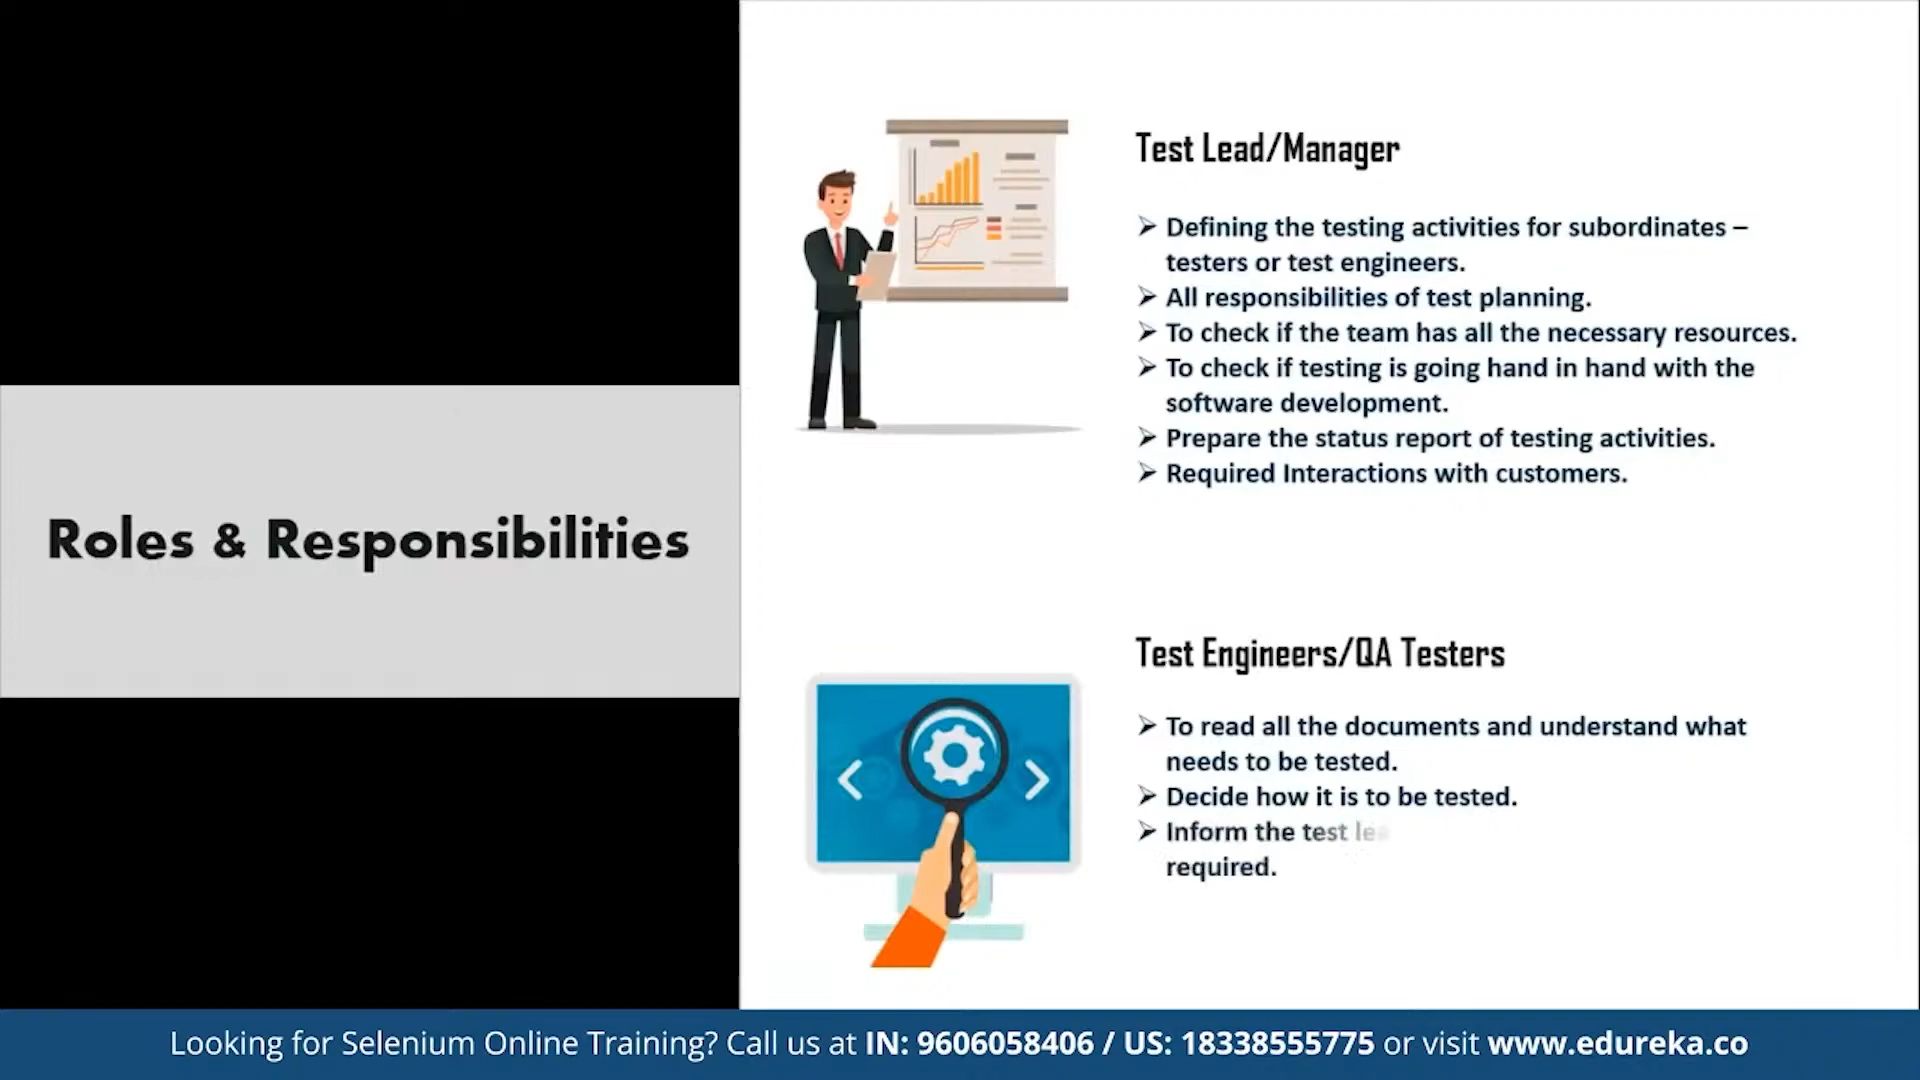 Roles & Responsibilities
Test Lead/Manager
➢ Defining the testing activities for subordinates –
testers or test engineers.
➢ All responsibilities of test planning.
➢ To check if the team has all the necessary resources.
➢ To check if testing is going hand in hand with the
software development.
➢ Prepare the status report of testing activities.
➢ Required Interactions with customers.
Test Engineers/QA Testers
➢ To read all the documents and understand what
needs to be tested.
➢ Decide how it is to be tested.
➢ Inform the test
required.
Looking for Selenium Online Training? Call us at IN: 9606058406 / US: 18338555775 or visit www.edureka.co